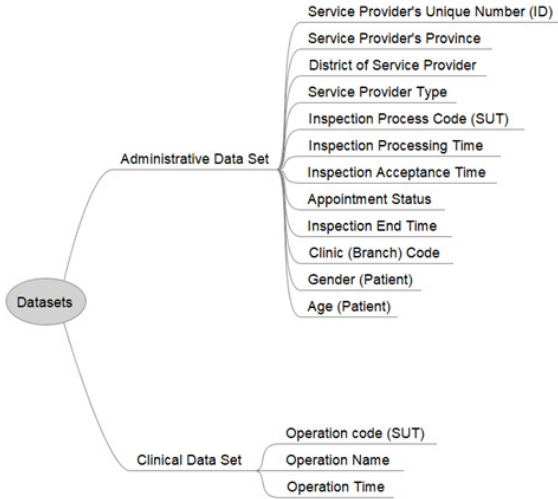 Service Provider's Unique Number (ID)
Service Provider's Province
District of Service Provider
Service Provider Type
Inspection Process Code (SUT)
Inspection Processing Time
Administrative Data Set
Inspection Acceptance Time
Appointment Status
Inspection End Time
Clinic (Branch) Code
Gender (Patient)
Datasets
Age (Patient)
Operation code (SUT)
Clinical Data Set
Operation Name
Operation Time